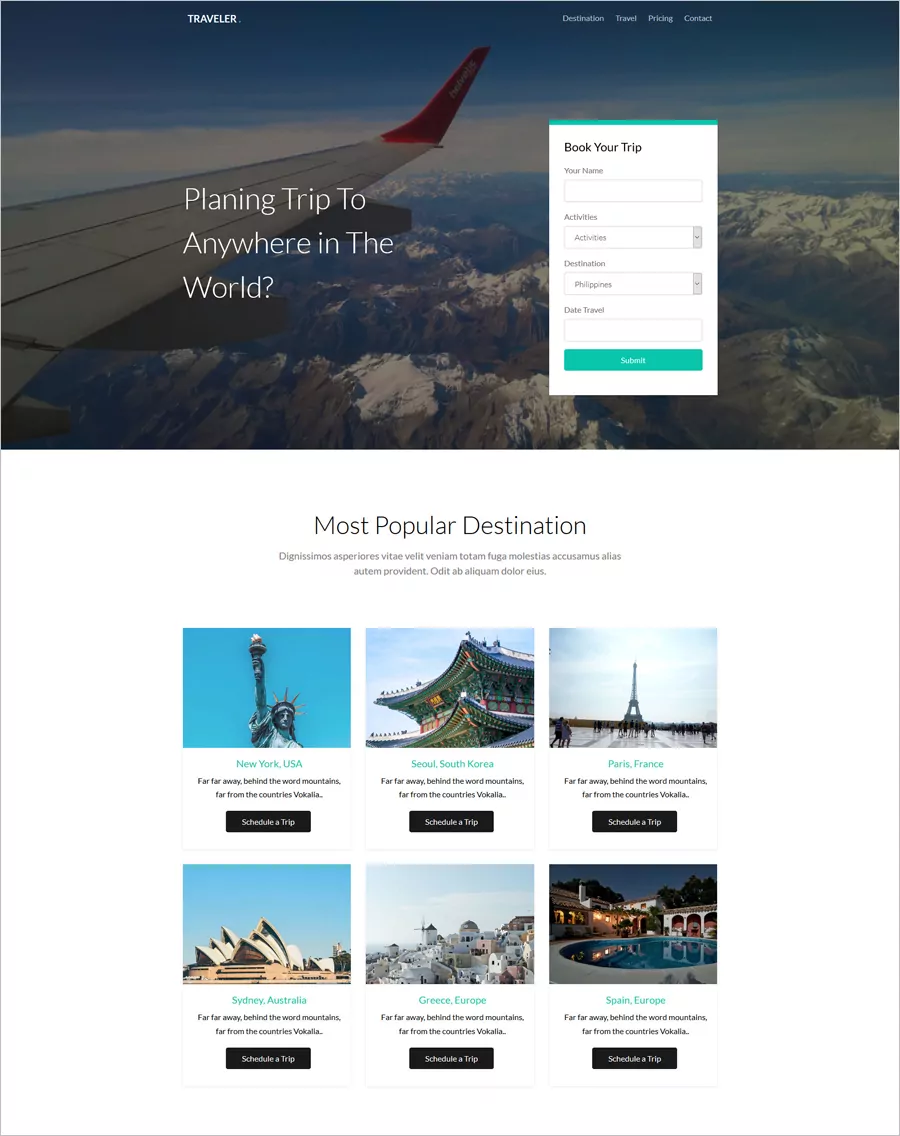 TRAVELER .
Destination Travel Pricing Contact
helvetic
Planing Trip To
Anywhere in The
World?
Book Your Trip
Your Name
Activities
Activities
Destination
Philippines
Date Travel
Submit
Most Popular Destination
Dignissimos asperiores vitae velit veniam totam fuga molestias accusamus alias
autem provident. Odit ab aliquam dolor eius.
New York, USA
Far far away, behind the word mountains,
far from the countries Vokalia..
Schedule a Trip
Seoul, South Korea
Far far away, behind the word mountains,
far from the countries Vokalia..
Schedule a Trip
Paris, France
Far far away, behind the word mountains,
far from the countries Vokalia..
Schedule a Trip
Sydney, Australia
Far far away, behind the word mountains,
far from the countries Vokalia..
Schedule a Trip
Greece, Europe
Far far away, behind the word mountains,
far from the countries Vokalia..
Schedule a Trip
Spain, Europe
Far far away, behind the word mountains,
far from the countries Vokalia..
Schedule a Trip